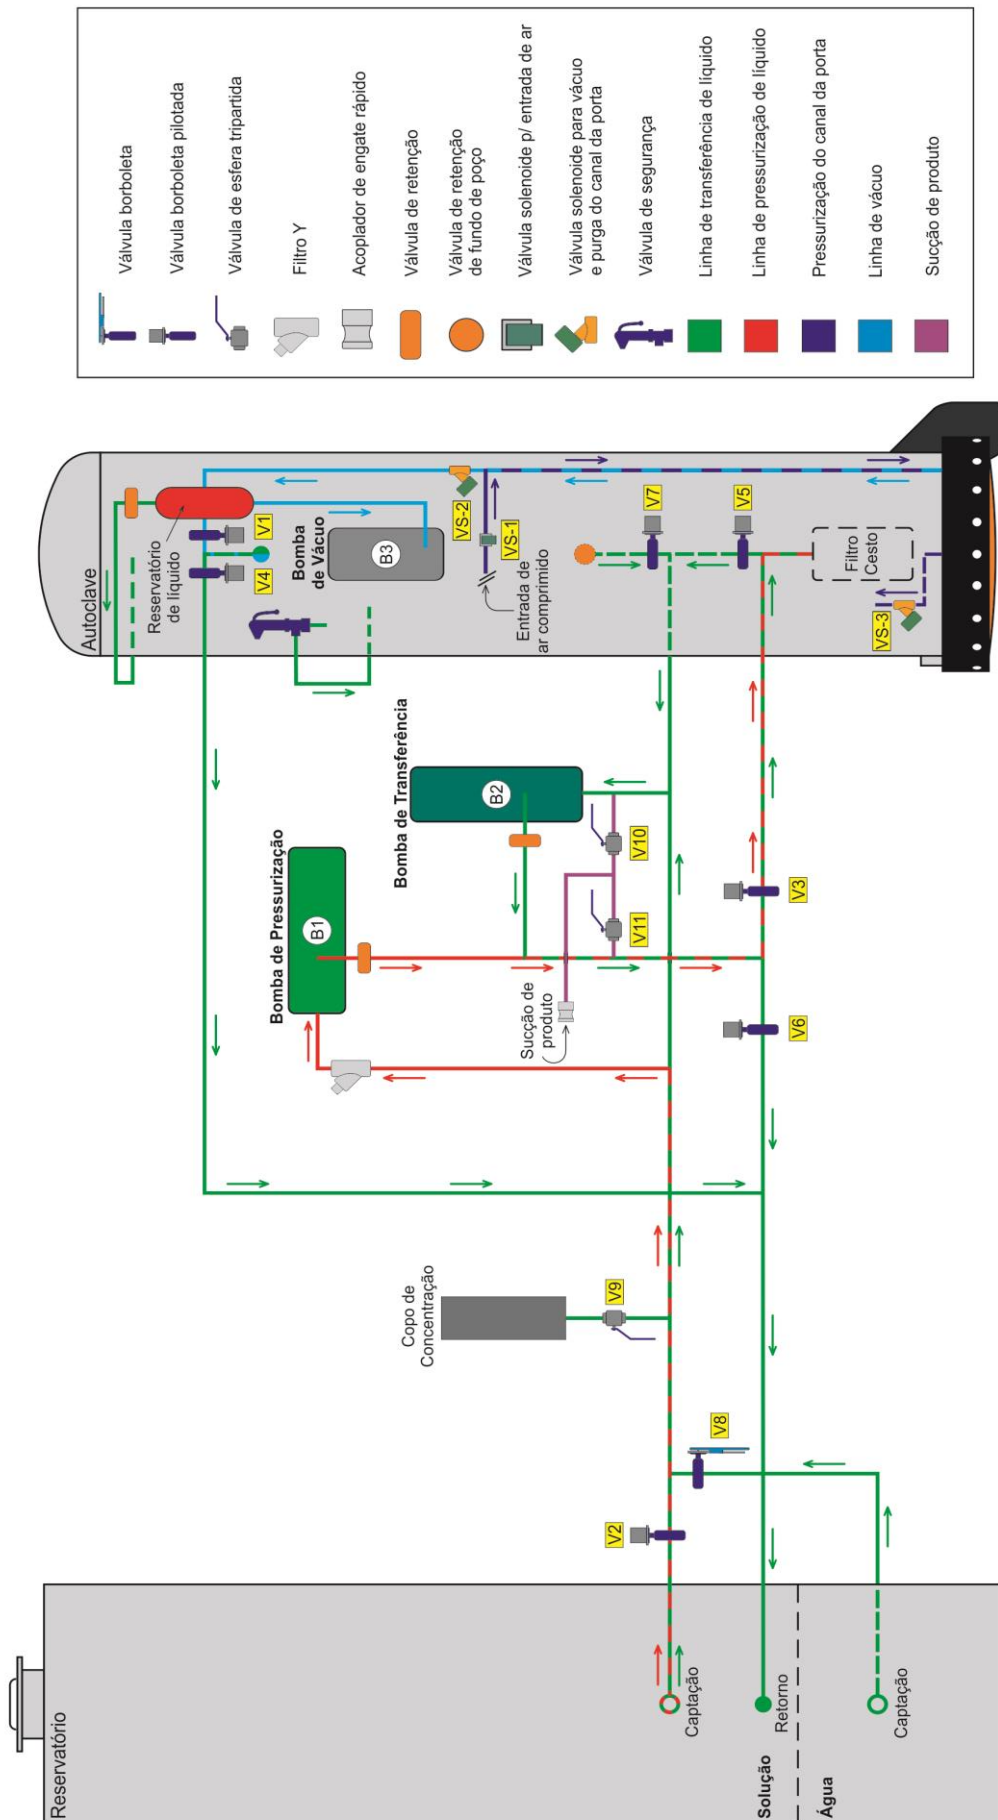 Válvula borboleta
Válvula borboleta pilotada
Válvula de esfera tripartida
Filtro Y
Acoplador de engate rápido
Válvula de retenção
Válvula de retenção
de fundo de poço
Válvula solenoide p/ entrada de ar
Válvula solenoide para vácuo
e purga do canal da porta
Válvula de segurança
Linha de transferência de líquido
Linha de pressurização de líquido
Pressurização do canal da porta
Linha de vácuo
Sucção de produto
Autoclave
Reservatório
de líquido
V1
V4
Bomba
de Vácuo
B3
VS-2
VS-1
Entrada de
ar comprimido
V7
V5
Filtro
Cesto
VS-3
Bomba de Transferência
B2
Bomba de Pressurização
B1
V10
V11
Sucção de
produto
V3
V6
Copo de
Concentração
V9
V8
V2
Reservatório
Captação
Retorno
Captação
Solução
Água